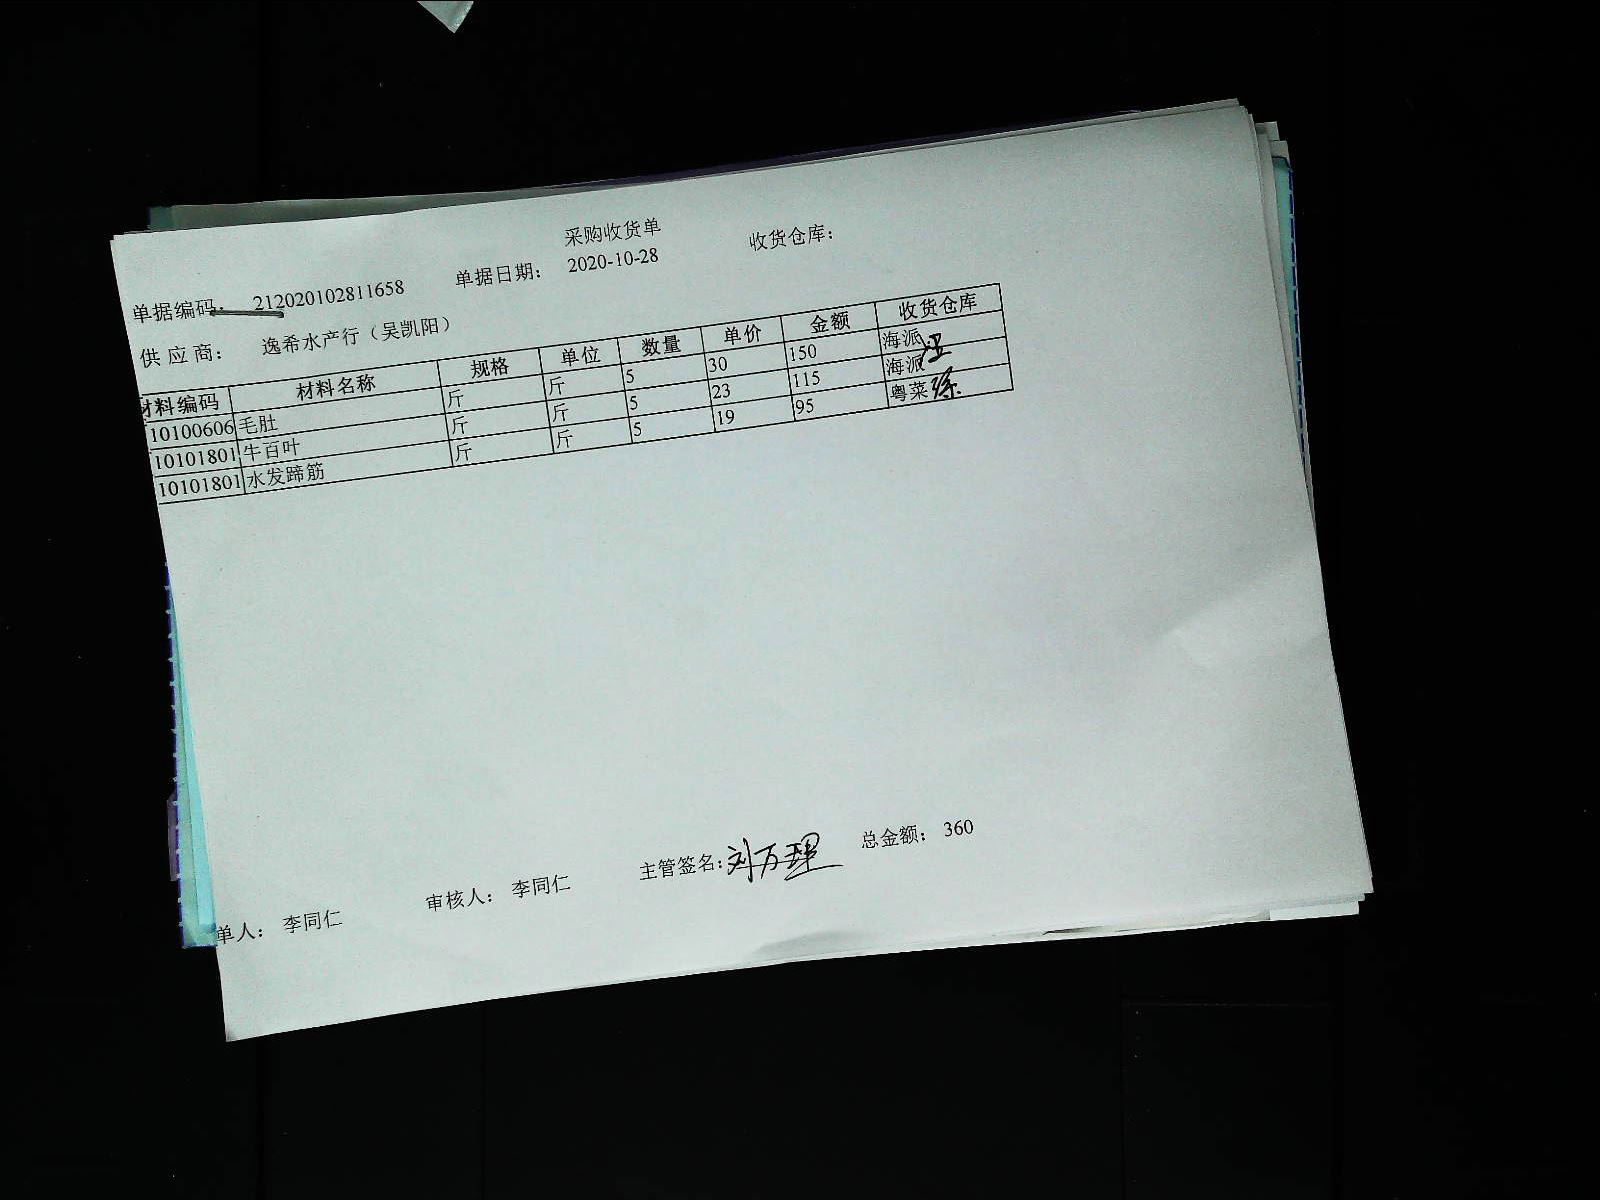 采购收货单
单据编码： 212020102811658 单据日期： 2020-10-28 收货仓库：
供应商： 逸希水产行（吴凯阳）
材料编码 材料名称 规格 单位 数量 单价 金额 收货仓库
10100606 毛肚 斤 斤 5 30 150 海派
10101801 牛百叶 斤 斤 5 23 115 海派
10101801 水发蹄筋 斤 斤 5 19 95 粤菜
单人： 李同仁 审核人： 李同仁 主管签名: 刘万理 总金额： 360